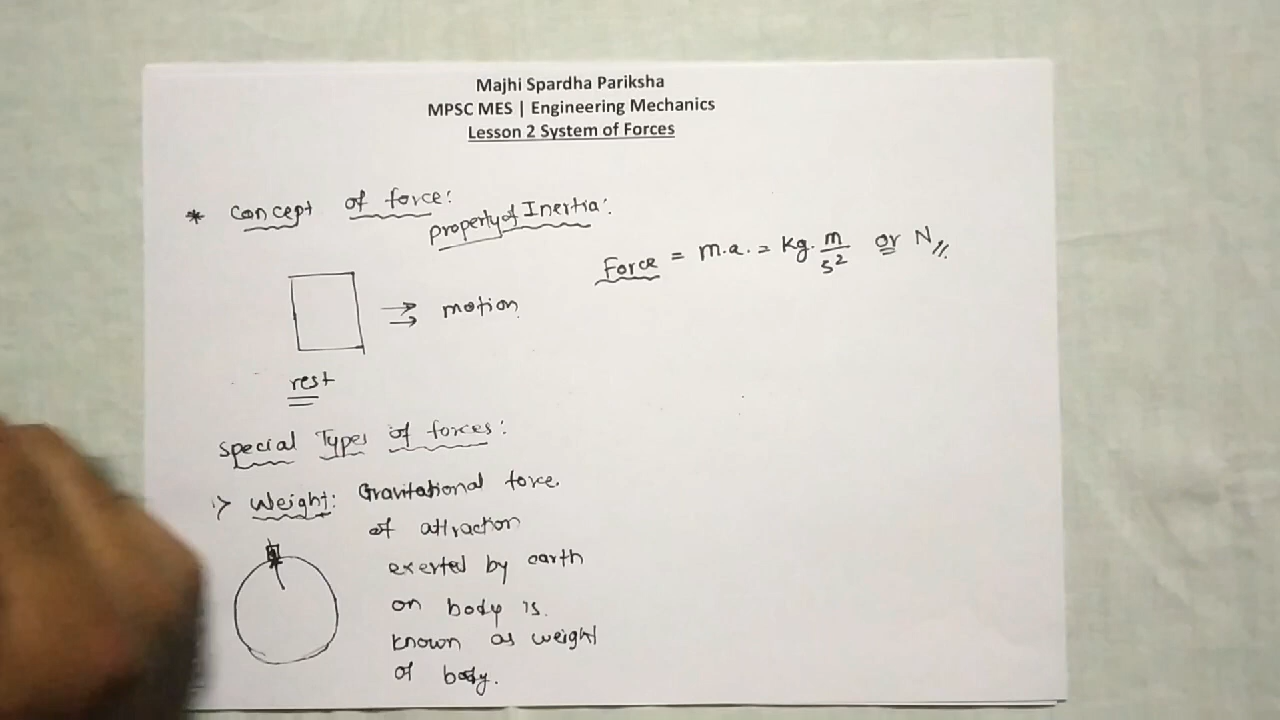 Majhi Spardha Pariksha
MPSC MES | Engineering Mechanics
Lesson 2 System of Forces
* Concept of force:
Property of Inertia:
Force = m.a. = kg. m/s² or N
motion
rest
Special Types of forces:
1> Weight: Gravitational force
of attraction
exerted by earth
on body is
known as weight
of body.